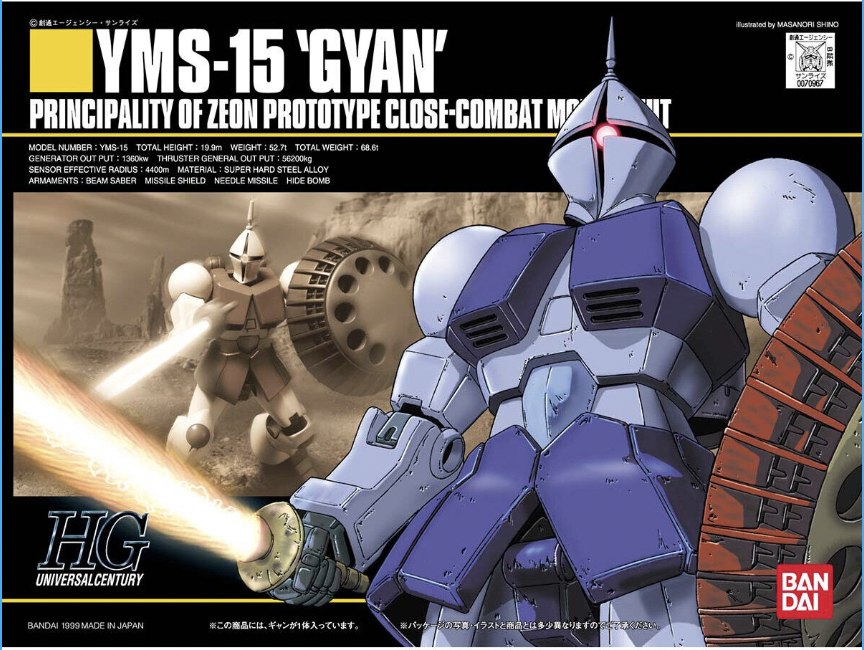 ©創通エージェンシー・サンライズ
illustrated by MASANORI SHINO
YMS-15 'GYAN'
PRINCIPALITY OF ZEON PROTOTYPE CLOSE-COMBAT
MODEL NUMBER : YMS-15 TOTAL HEIGHT : 19.9m WEIGHT : 52.7t TOTAL WEIGHT : 68.6t
GENERATOR OUT PUT : 1360kw THRUSTER GENERAL OUT PUT : 56200kg
SENSOR EFFECTIVE RADIUS : 4400m MATERIAL : SUPER HARD STEEL ALLOY
ARMAMENTS : BEAM SABER MISSILE SHIELD NEEDLE MISSILE HIDE BOMB
創通エージェンシー
©
証紙
サンライズ
0070967
HG
UNIVERSAL CENTURY
BAN
DAI
BANDAI 1999 MADE IN JAPAN
※この商品には、ギャンが1体入っています。
※パッケージの写真・イラストと商品とは多少異なりますのでご了承ください。